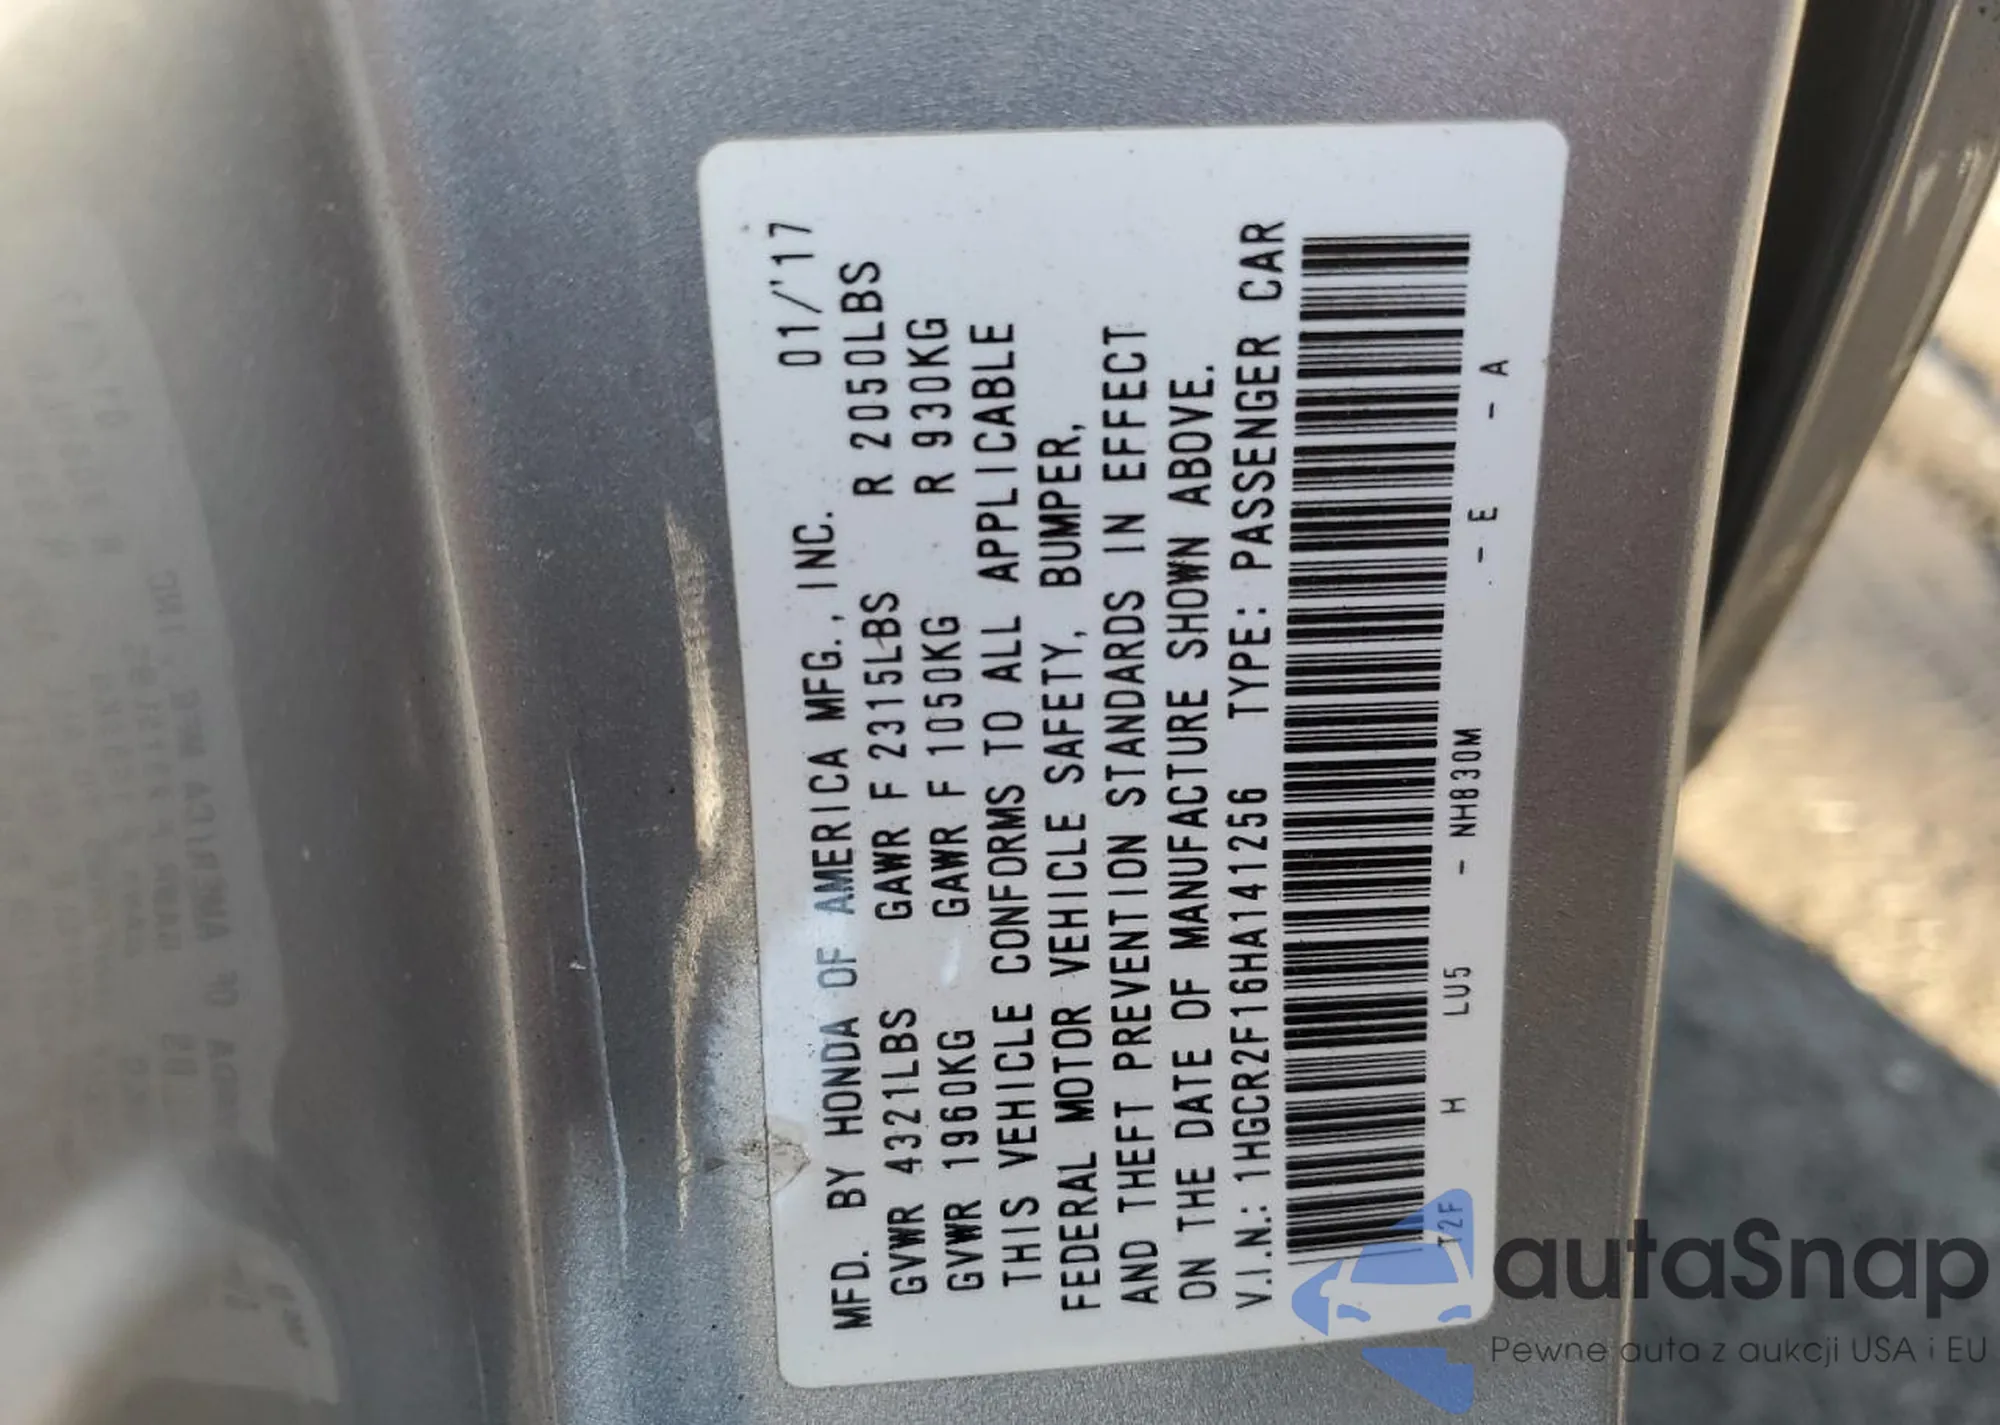 MFD. BY HONDA OF AMERICA MFG., INC. 01/'17
GVWR 4321LBS GAWR F 2315LBS R 2050LBS
GVWR 1960KG GAWR F 1050KG R 930KG
THIS VEHICLE CONFORMS TO ALL APPLICABLE
FEDERAL MOTOR VEHICLE SAFETY, BUMPER,
AND THEFT PREVENTION STANDARDS IN EFFECT
ON THE DATE OF MANUFACTURE SHOWN ABOVE.
V.I.N.: 1HGCR2F16HA141256 TYPE: PASSENGER CAR
T2F H LU5 - NH830M - E - A
autaSnap
Pewne auta z aukcji USA i EU